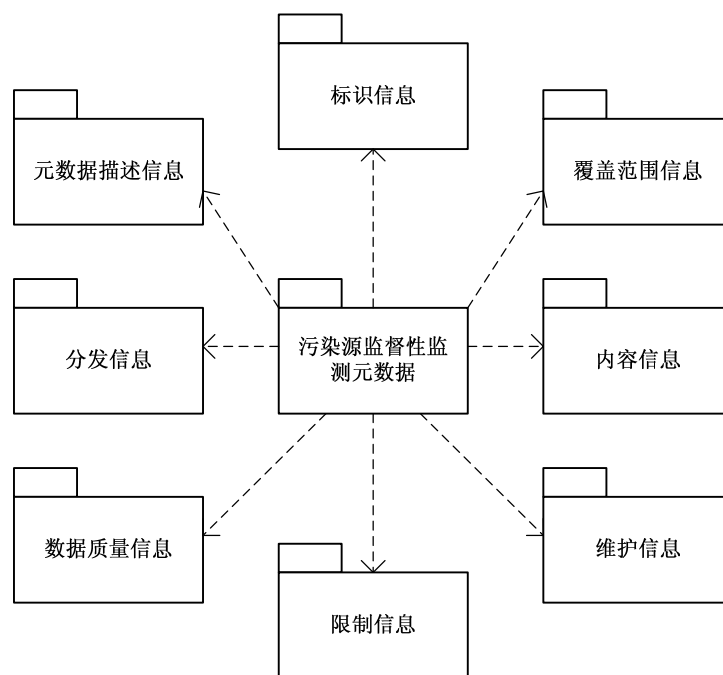 标识信息
元数据描述信息
覆盖范围信息
分发信息
污染源监督性监
测元数据
内容信息
数据质量信息
维护信息
限制信息